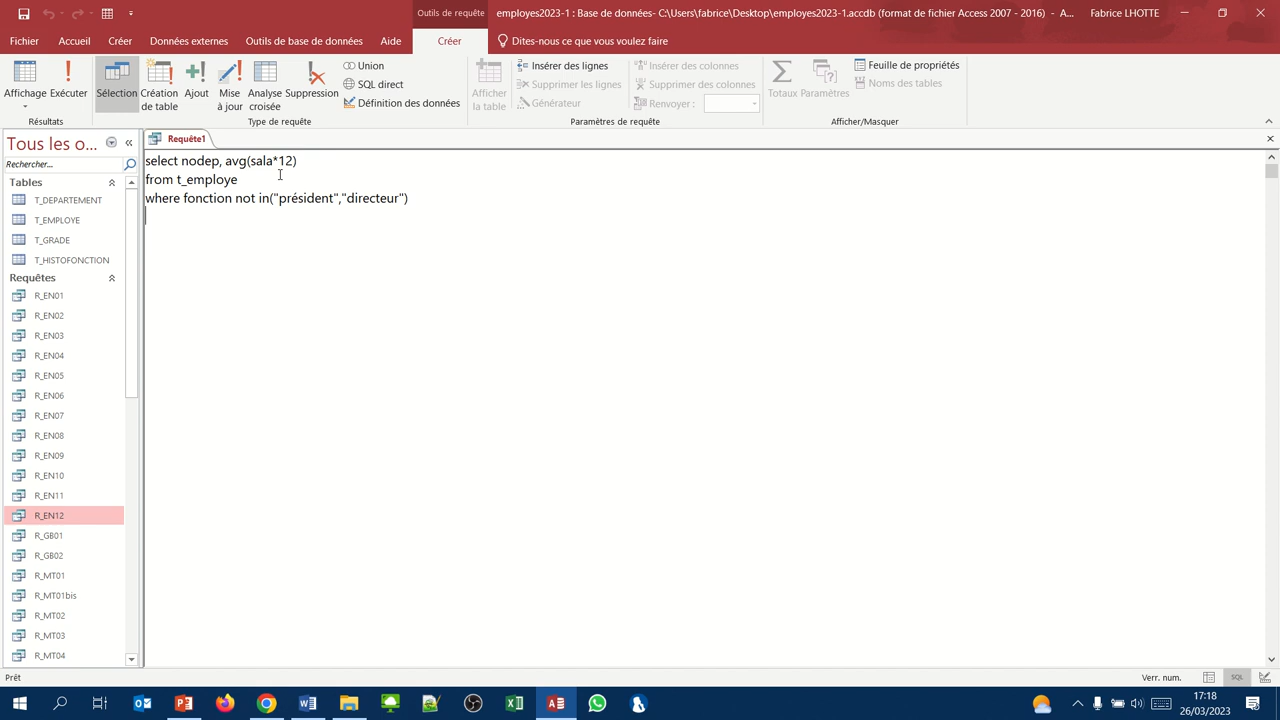 Outils de requête
employes2023-1 : Base de données- C:\Users\fabrice\Desktop\employes2023-1.accdb (format de fichier Access 2007 - 2016) - A...
Fabrice LHOTTE
Fichier
Accueil
Créer
Données externes
Outils de base de données
Aide
Créer
Dites-nous ce que vous voulez faire
Affichage
Exécuter
Résultats
Sélection
Création
de table
Ajout
Mise
à jour
Analyse
croisée
Suppression
Union
SQL direct
Définition des données
Type de requête
Afficher
la table
Insérer des lignes
Supprimer les lignes
Générateur
Insérer des colonnes
Supprimer des colonnes
Renvoyer :
Paramètres de requête
Totaux
Paramètres
Feuille de propriétés
Noms des tables
Afficher/Masquer
Tous les o...
Rechercher...
Tables
T_DEPARTEMENT
T_EMPLOYE
T_GRADE
T_HISTOFONCTION
Requêtes
R_EN01
R_EN02
R_EN03
R_EN04
R_EN05
R_EN06
R_EN07
R_EN08
R_EN09
R_EN10
R_EN11
R_EN12
R_GB01
R_GB02
R_MT01
R_MT01bis
R_MT02
R_MT03
R_MT04
Requête1
select nodep, avg(sala*12)
from t_employe
where fonction not in("président","directeur")
Prêt
Verr. num.
SQL
17:18
26/03/2023